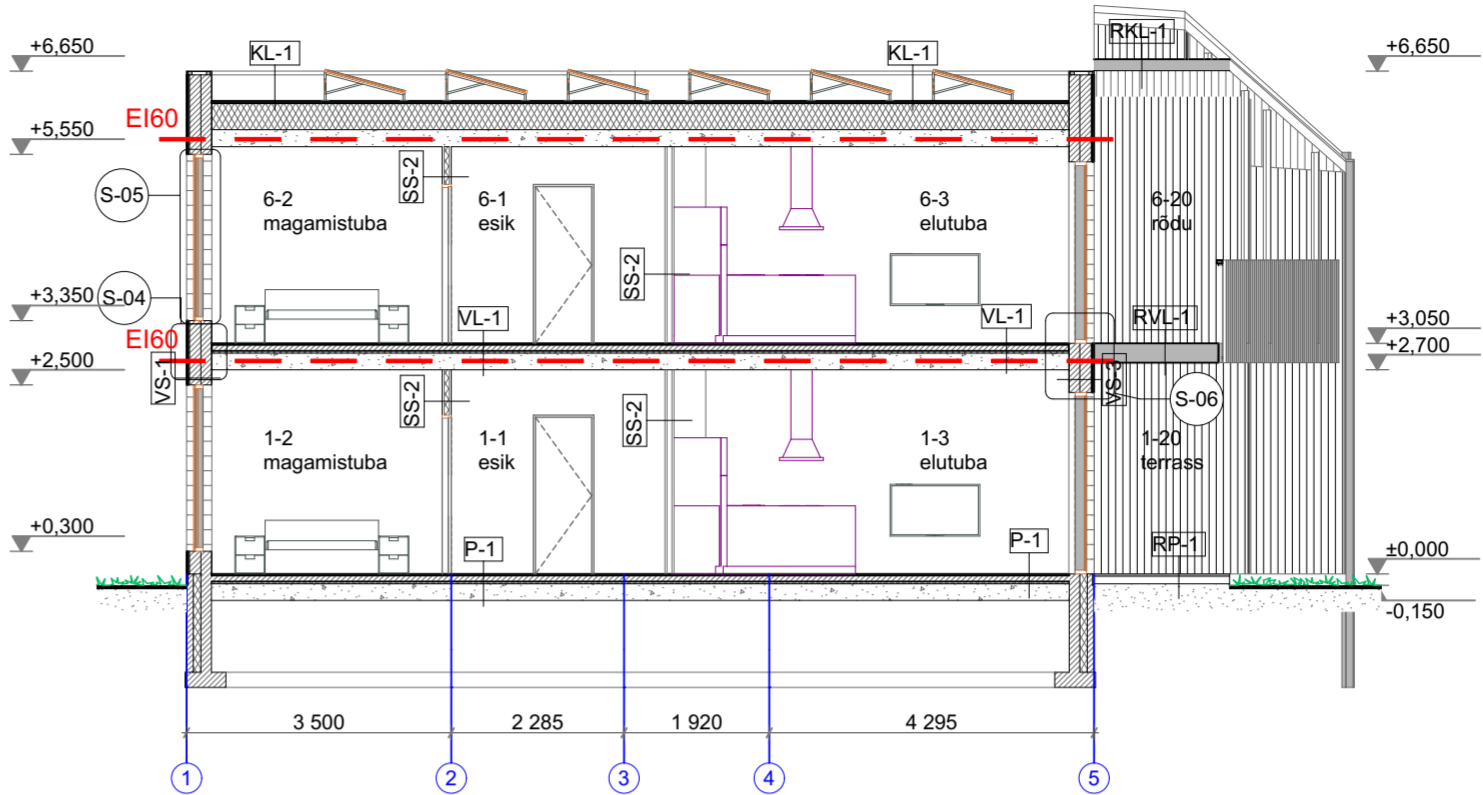 RKL-1
+6,650
KL-1
KL-1
+6,650
EI60
+5,550
SS-2
S-05
6-2
magamistuba
6-1
esik
6-3
elutuba
6-20
rõdu
SS-2
S-04
+3,350
VL-1
VL-1
RVL-1
+3,050
EI60
+2,700
+2,500
VS-1
SS-2
SS-2
VS-3
S-06
1-2
magamistuba
1-1
esik
1-3
elutuba
1-20
terrass
+0,300
P-1
P-1
RP-1
±0,000
-0,150
3 500
2 285
1 920
4 295
1
2
3
4
5